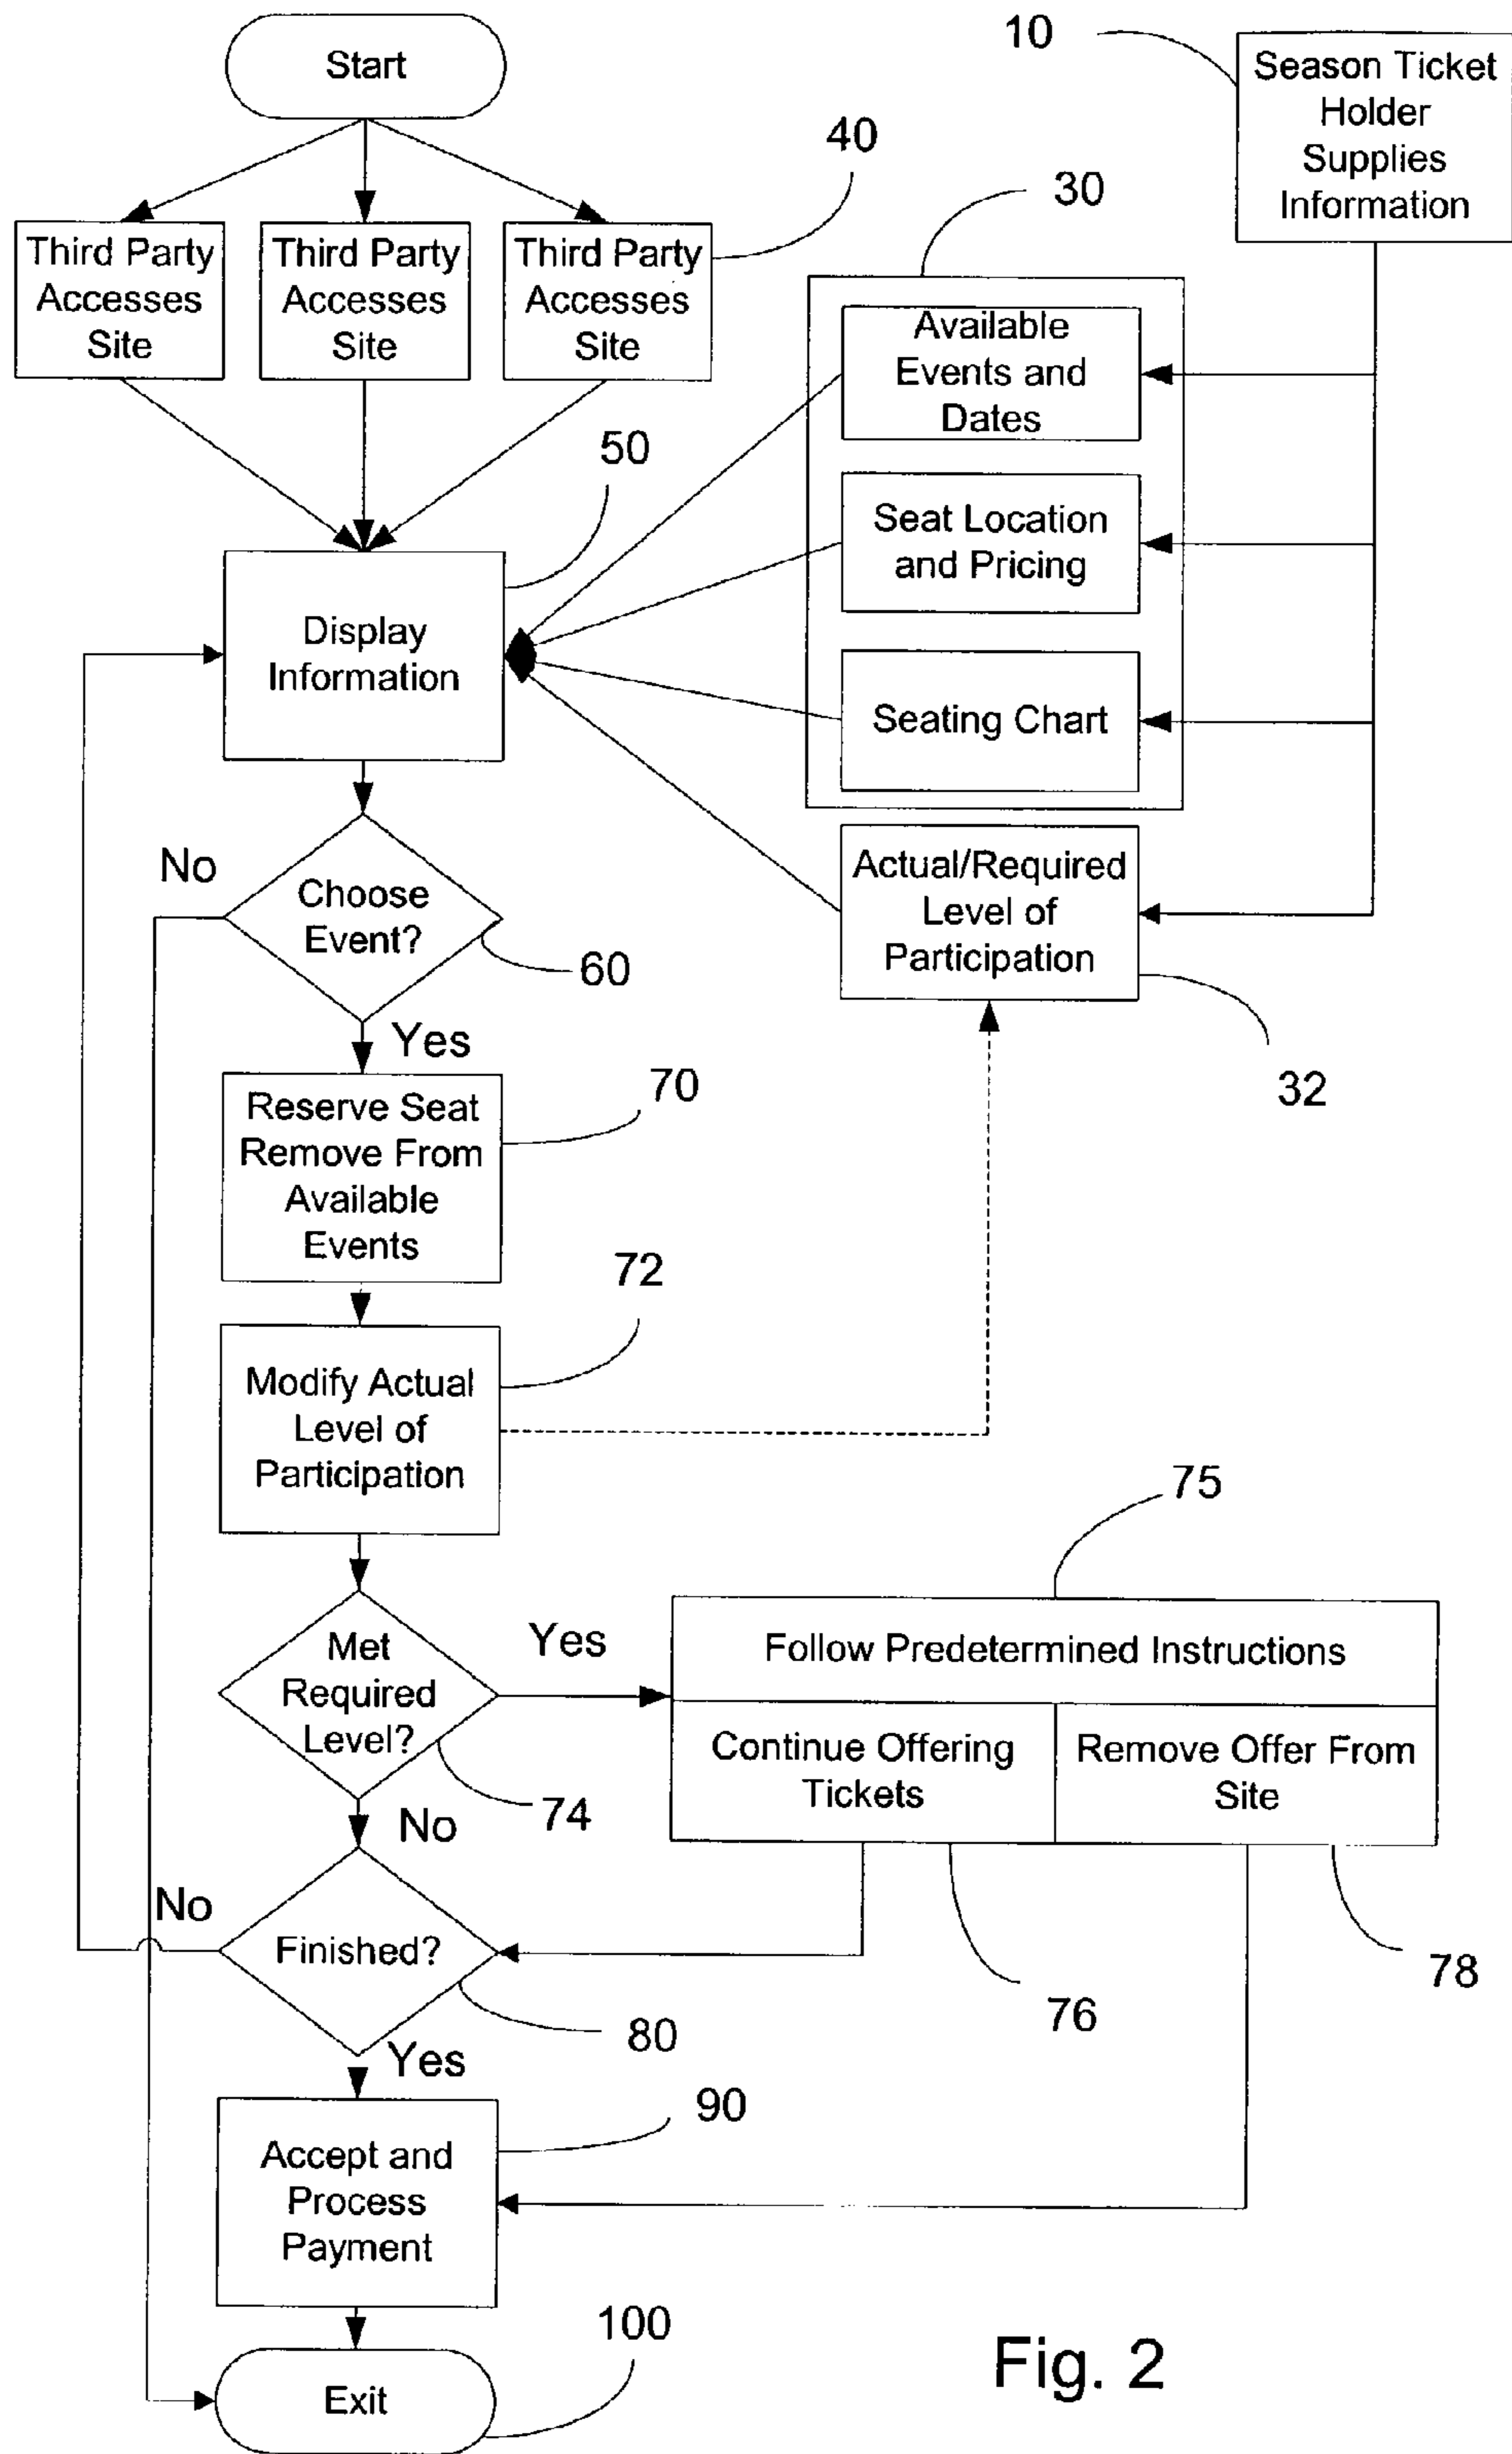 Start
10
Season Ticket
Holder
Supplies
Information
40
Third Party
Accesses
Site
Third Party
Accesses
Site
Third Party
Accesses
Site
30
Available
Events and
Dates
50
Seat Location
and Pricing
Display
Information
Seating Chart
No
Choose
Event?
60
Actual/Required
Level of
Participation
32
Yes
Reserve Seat
Remove From
Available
Events
70
72
Modify Actual
Level of
Participation
75
Met
Required
Level?
Yes
Follow Predetermined Instructions
Continue Offering
Tickets
Remove Offer From
Site
74
No
No
Finished?
76
78
80
Yes
90
Accept and
Process
Payment
100
Exit
Fig. 2